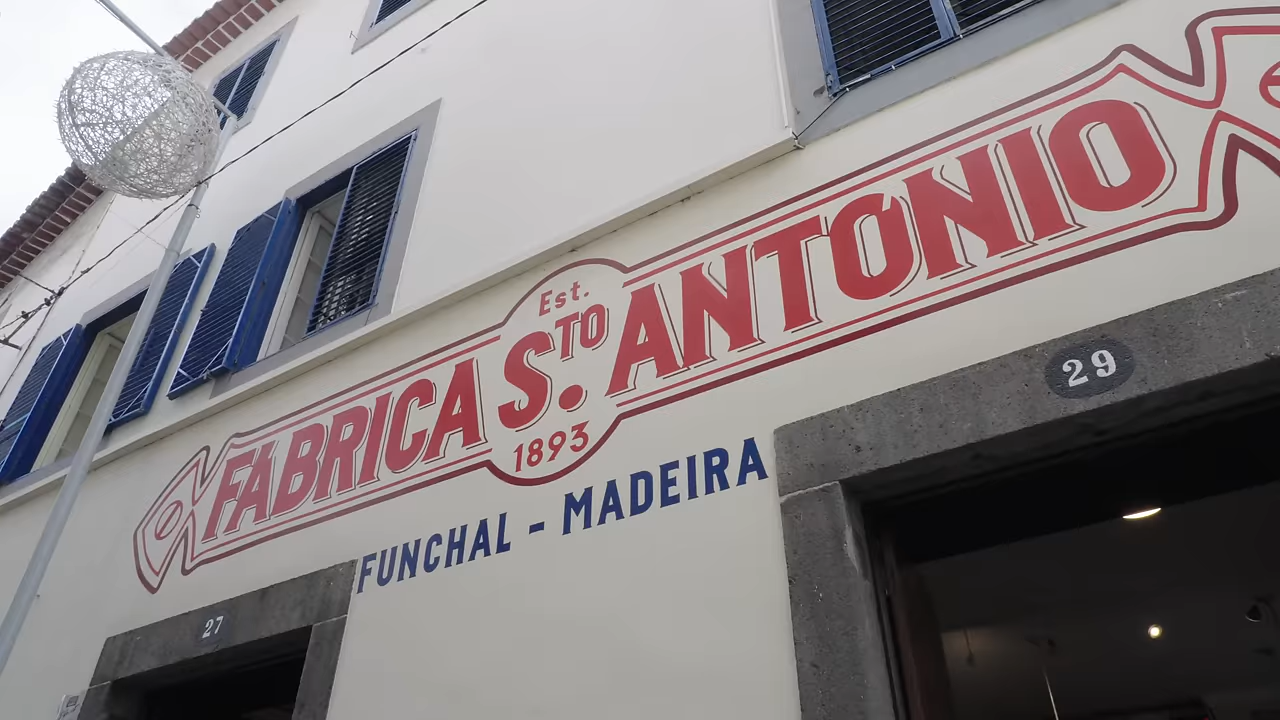 Est.
FÁBRICA S.TO ANTÓNIO
1893
FUNCHAL - MADEIRA
29
27